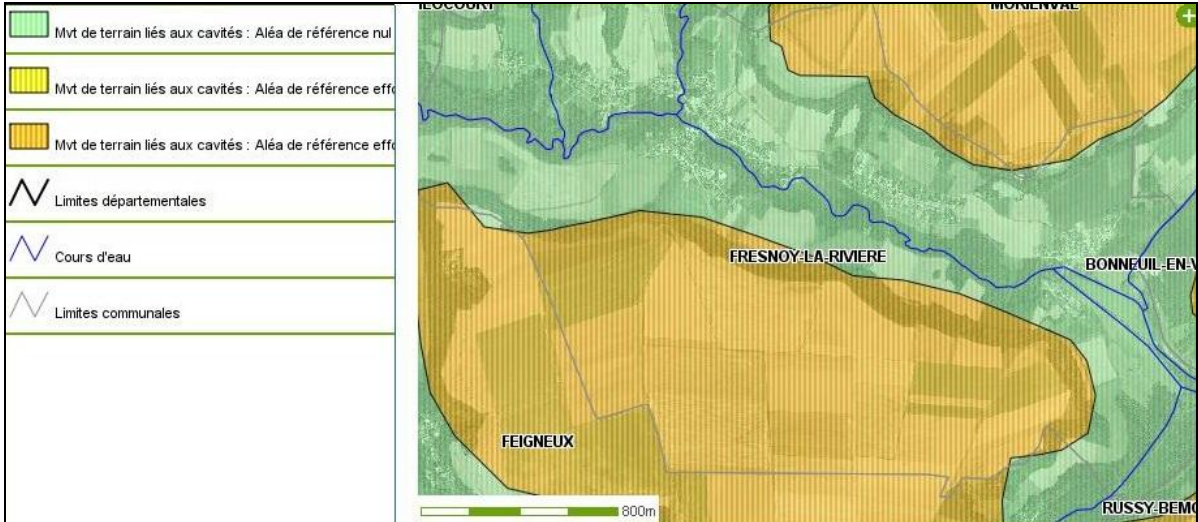 Mvt de terrain liés aux cavités : Aléa de référence nul
Mvt de terrain liés aux cavités : Aléa de référence effo
Mvt de terrain liés aux cavités : Aléa de référence effo
Limites départementales
Cours d'eau
Limites communales
MORIENVAL
FRESNOY-LA-RIVIERE
BONNEUIL-EN-V
FEIGNEUX
800m
RUSSY-BEM